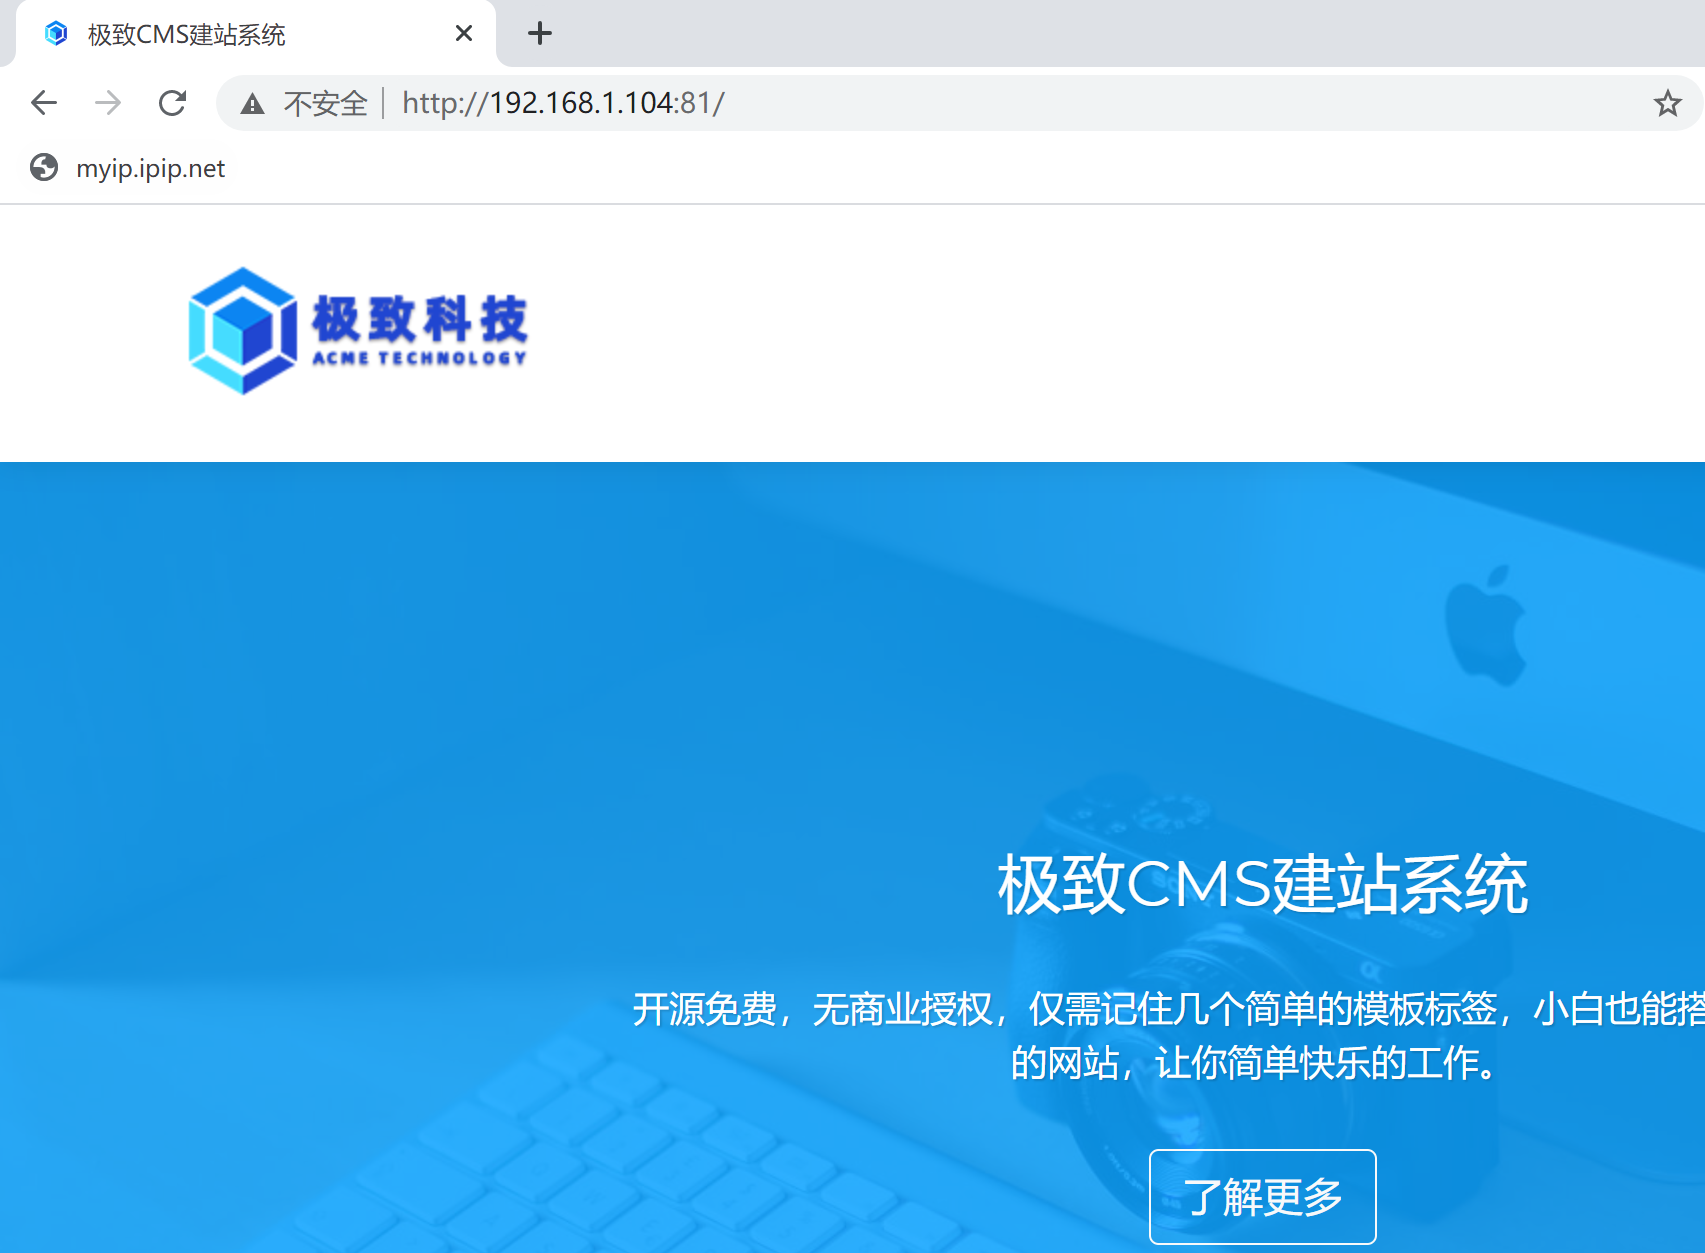 极致CMS建站系统
不安全 | http://192.168.1.104:81/
myip.ipip.net
极致科技
ACME TECHNOLOGY
极致CMS建站系统
开源免费，无商业授权，仅需记住几个简单的模板标签，小白也能搭
的网站，让你简单快乐的工作。
了解更多